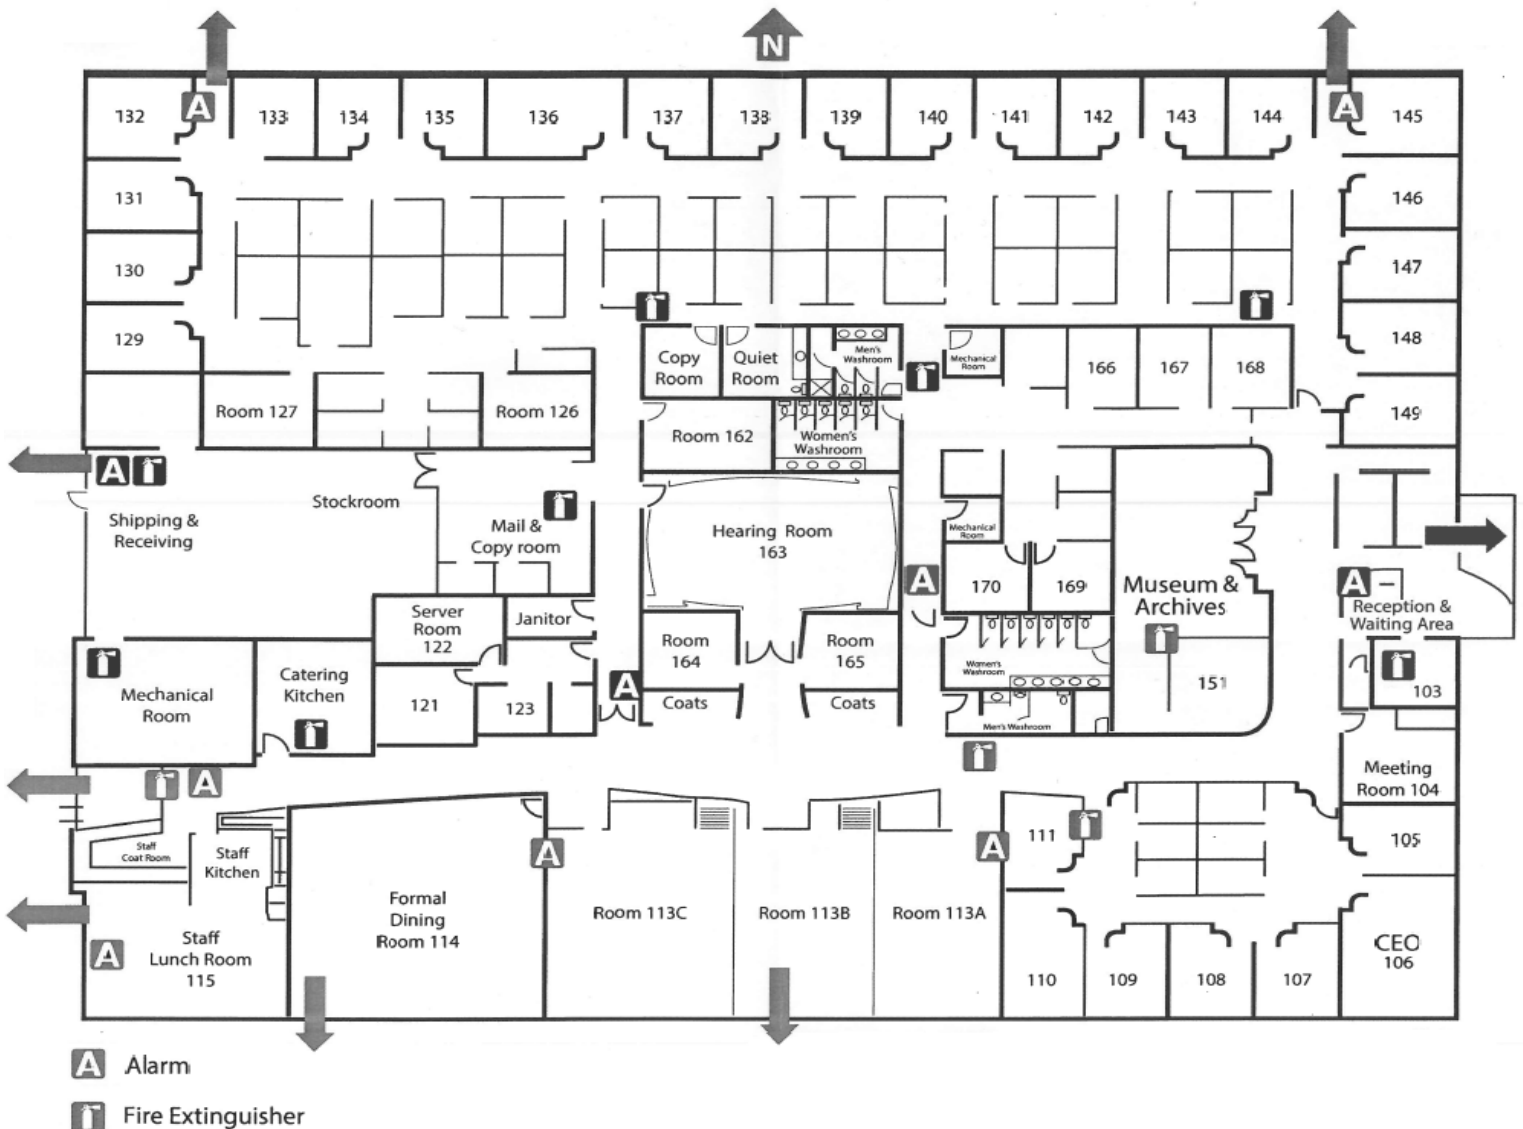 N
132
A
133
134
135
136
137
138
139
140
141
142
143
144
A
145
131
146
130
147
129
148
Copy
Room
Quiet
Room
Men's
Washroom
Mechanical
Room
166
167
168
149
Room 127
Room 126
Room 162
Women's
Washroom
A
Stockroom
Shipping &
Receiving
Mail &
Copy room
Hearing Room
163
Mechanical
Room
A
170
169
Museum &
Archives
A
Reception &
Waiting Area
Server
Room
122
Janitor
Room
164
Room
165
Women's
Washroom
151
103
Mechanical
Room
Catering
Kitchen
121
123
A
Coats
Coats
Men's Washroom
A
Meeting
Room 104
Staff
Coat Room
Staff
Kitchen
A
A
111
105
Formal
Dining
Room 114
Room 113C
Room 113B
Room 113A
A
Staff
Lunch Room
115
110
109
108
107
CEO
106
A Alarm
Fire Extinguisher